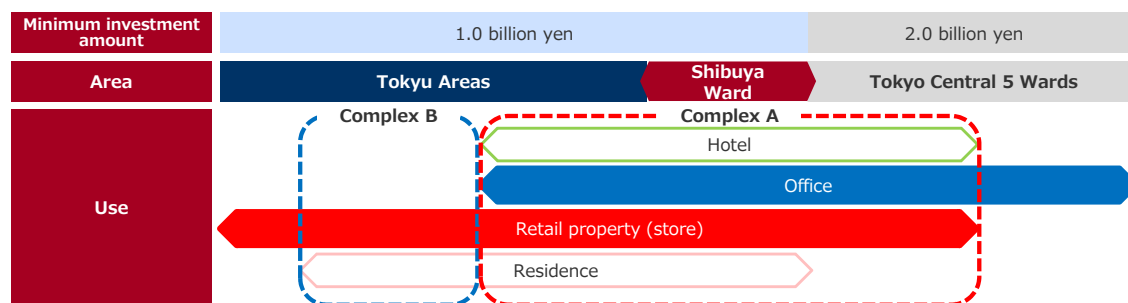 Minimum investment
amount
1.0 billion yen
2.0 billion yen
Area
Tokyu Areas
Shibuya
Ward
Tokyo Central 5 Wards
Use
Complex B
Complex A
Hotel
Office
Retail property (store)
Residence